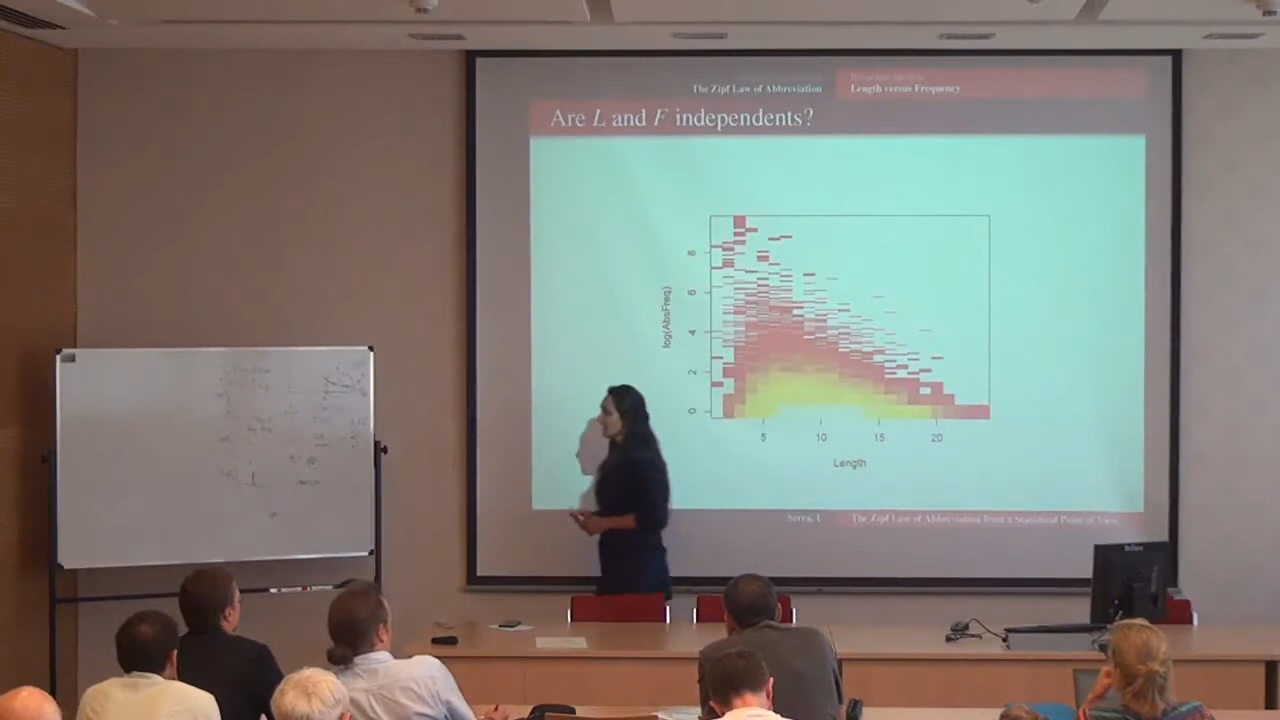 The Zipf Law of Abbreviation
Length versus Frequency
Are L and F independents?
8
6
4
2
0
log(AbsFreq)
5 10 15 20
Length
Serra, I.
The Zipf Law of Abbreviation from a Statistical Point of View